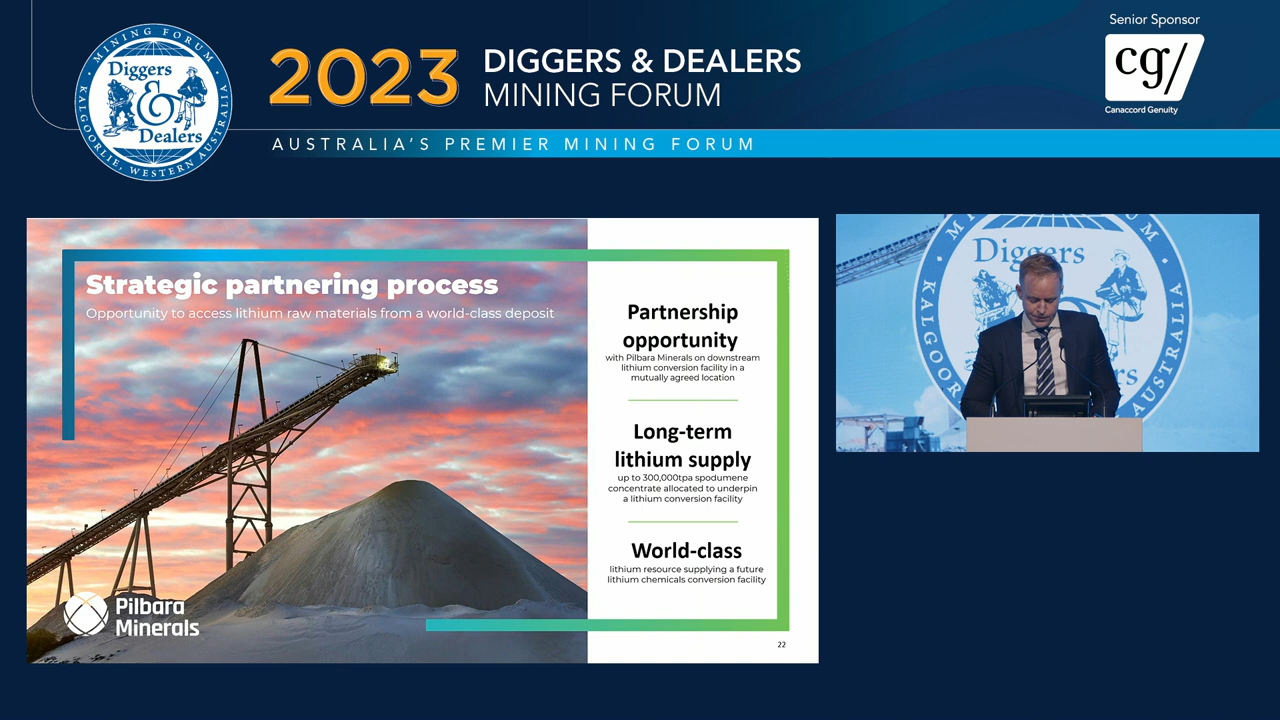 MINING FORUM
Diggers
&
Dealers
KALGOORLIE, WESTERN AUSTRALIA
2023 DIGGERS & DEALERS
MINING FORUM
AUSTRALIA'S PREMIER MINING FORUM
Senior Sponsor
cg/
Canaccord Genuity
Strategic partnering process
Opportunity to access lithium raw materials from a world-class deposit
Partnership
opportunity
with Pilbara Minerals on downstream
lithium conversion facility in a
mutually agreed location
Long-term
lithium supply
up to 300,000tpa spodumene
concentrate allocated to underpin
a lithium conversion facility
World-class
lithium resource supplying a future
lithium chemicals conversion facility
Pilbara
Minerals
22
Diggers
KALGOO
AUSTRALIA